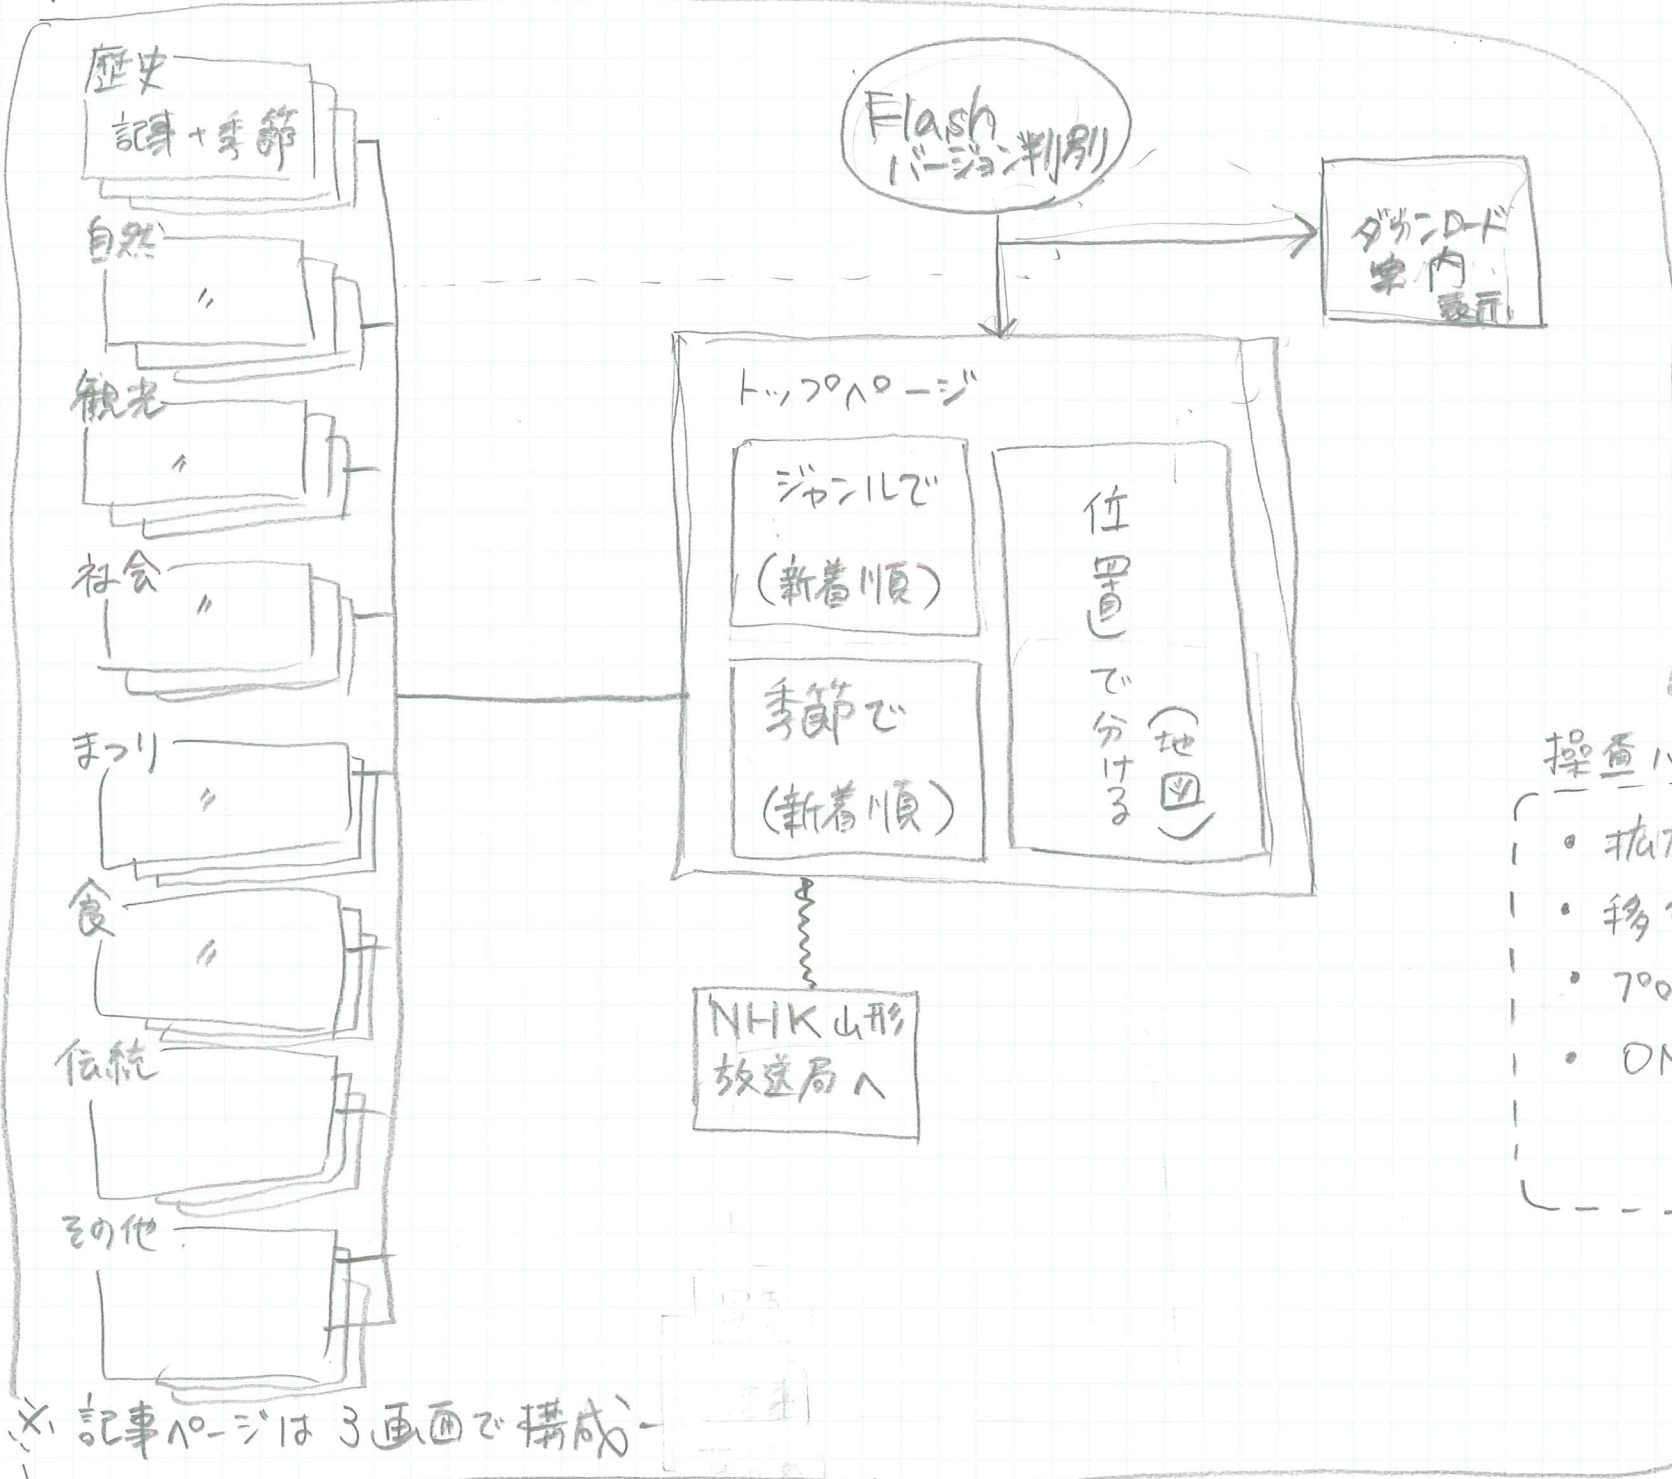 歴史
記事+季節
自然
〃
観光
〃
社会
〃
まつり
〃
食
〃
伝統
その他
※ 記事ページは3画面で構成
Flash
バージョン判別
ダウンロード
案内
表示
トップページ
ジャンルで
(新着順)
季節で
(新着順)
位置で分ける
(地図)
NHK山形
放送局へ
・移
・プロ
・ON